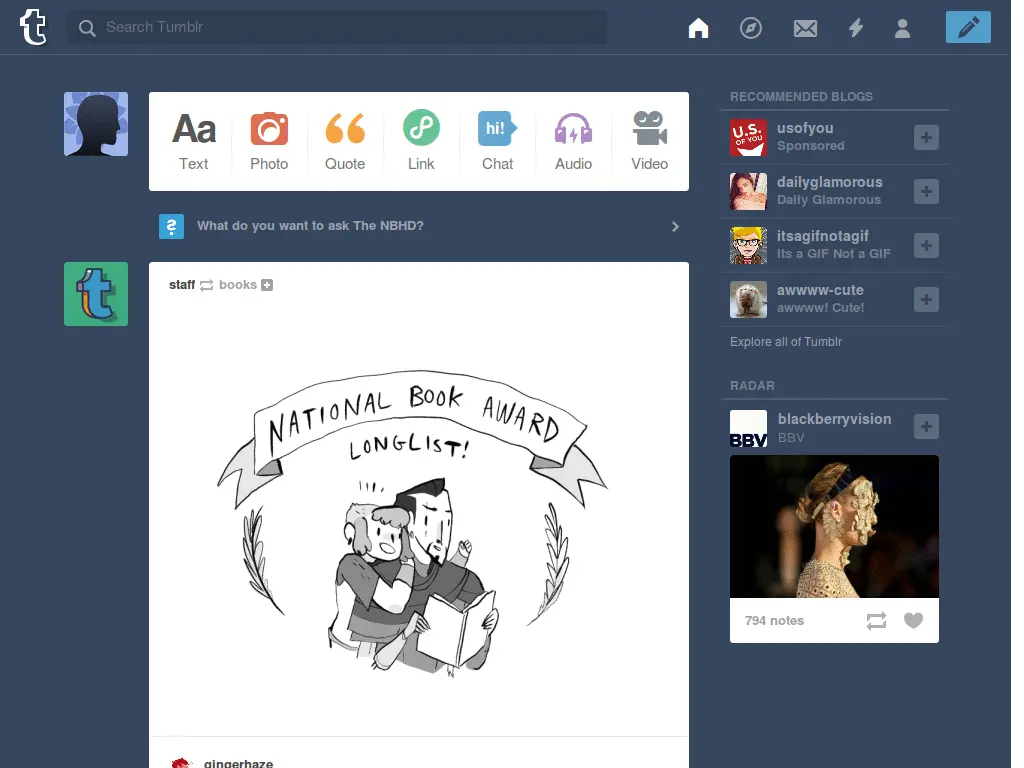 t
Search Tumblr
Aa
Text
Photo
Quote
Link
hi!
Chat
Audio
Video
? What do you want to ask The NBHD?
t
staff books
NATIONAL BOOK AWARD
LONGLIST!
gingerhaze
RECOMMENDED BLOGS
U.S.
OF YOU
usofyou
Sponsored
dailyglamorous
Daily Glamorous
itsagifnotagif
Its a GIF Not a GIF
awwww-cute
awwww! Cute!
Explore all of Tumblr
RADAR
BBV
blackberryvision
BBV
794 notes